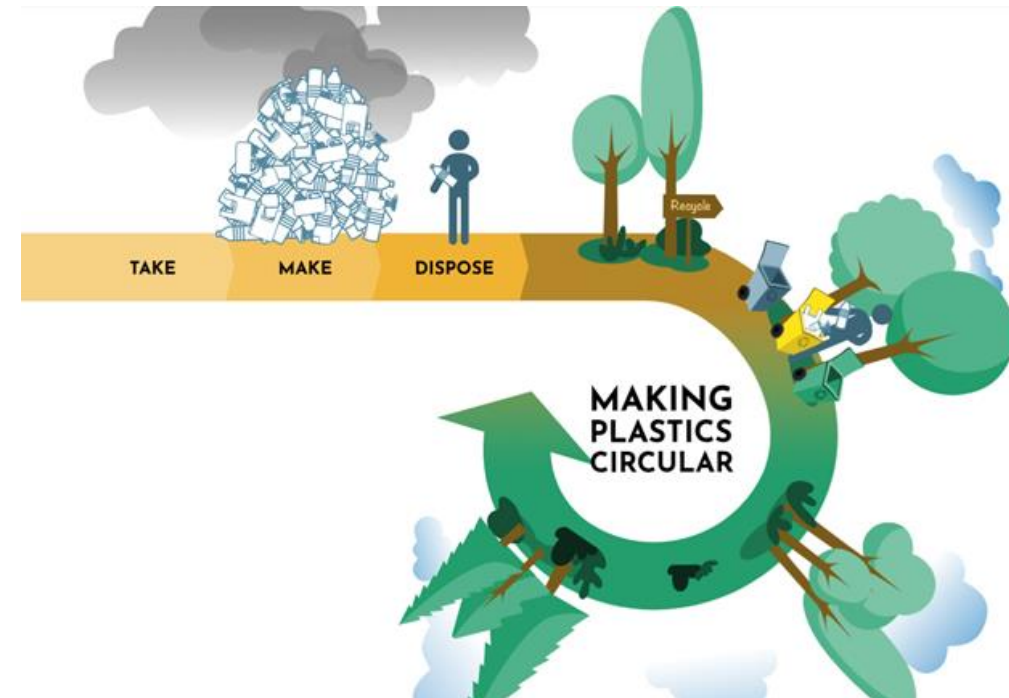 TAKE
MAKE
DISPOSE
Recycle
MAKING
PLASTICS
CIRCULAR